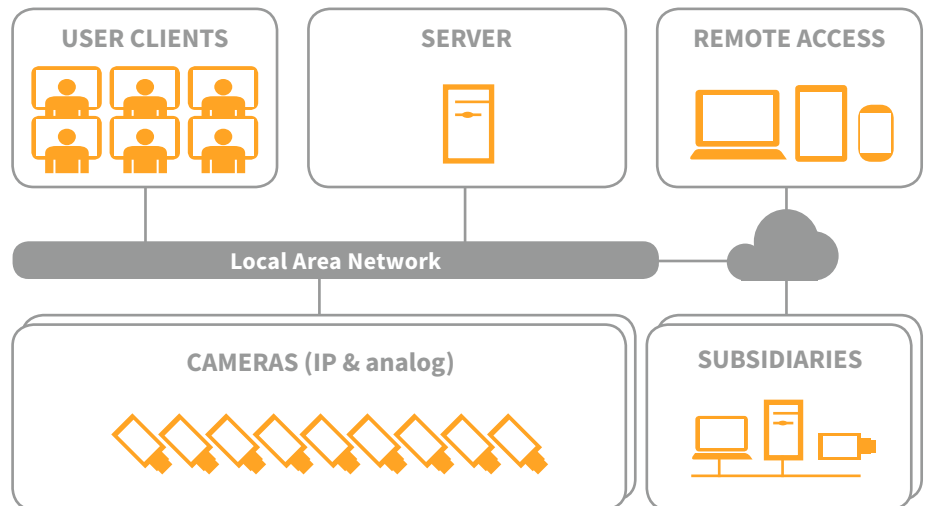 USER CLIENTS
SERVER
REMOTE ACCESS
Local Area Network
CAMERAS (IP & analog)
SUBSIDIARIES